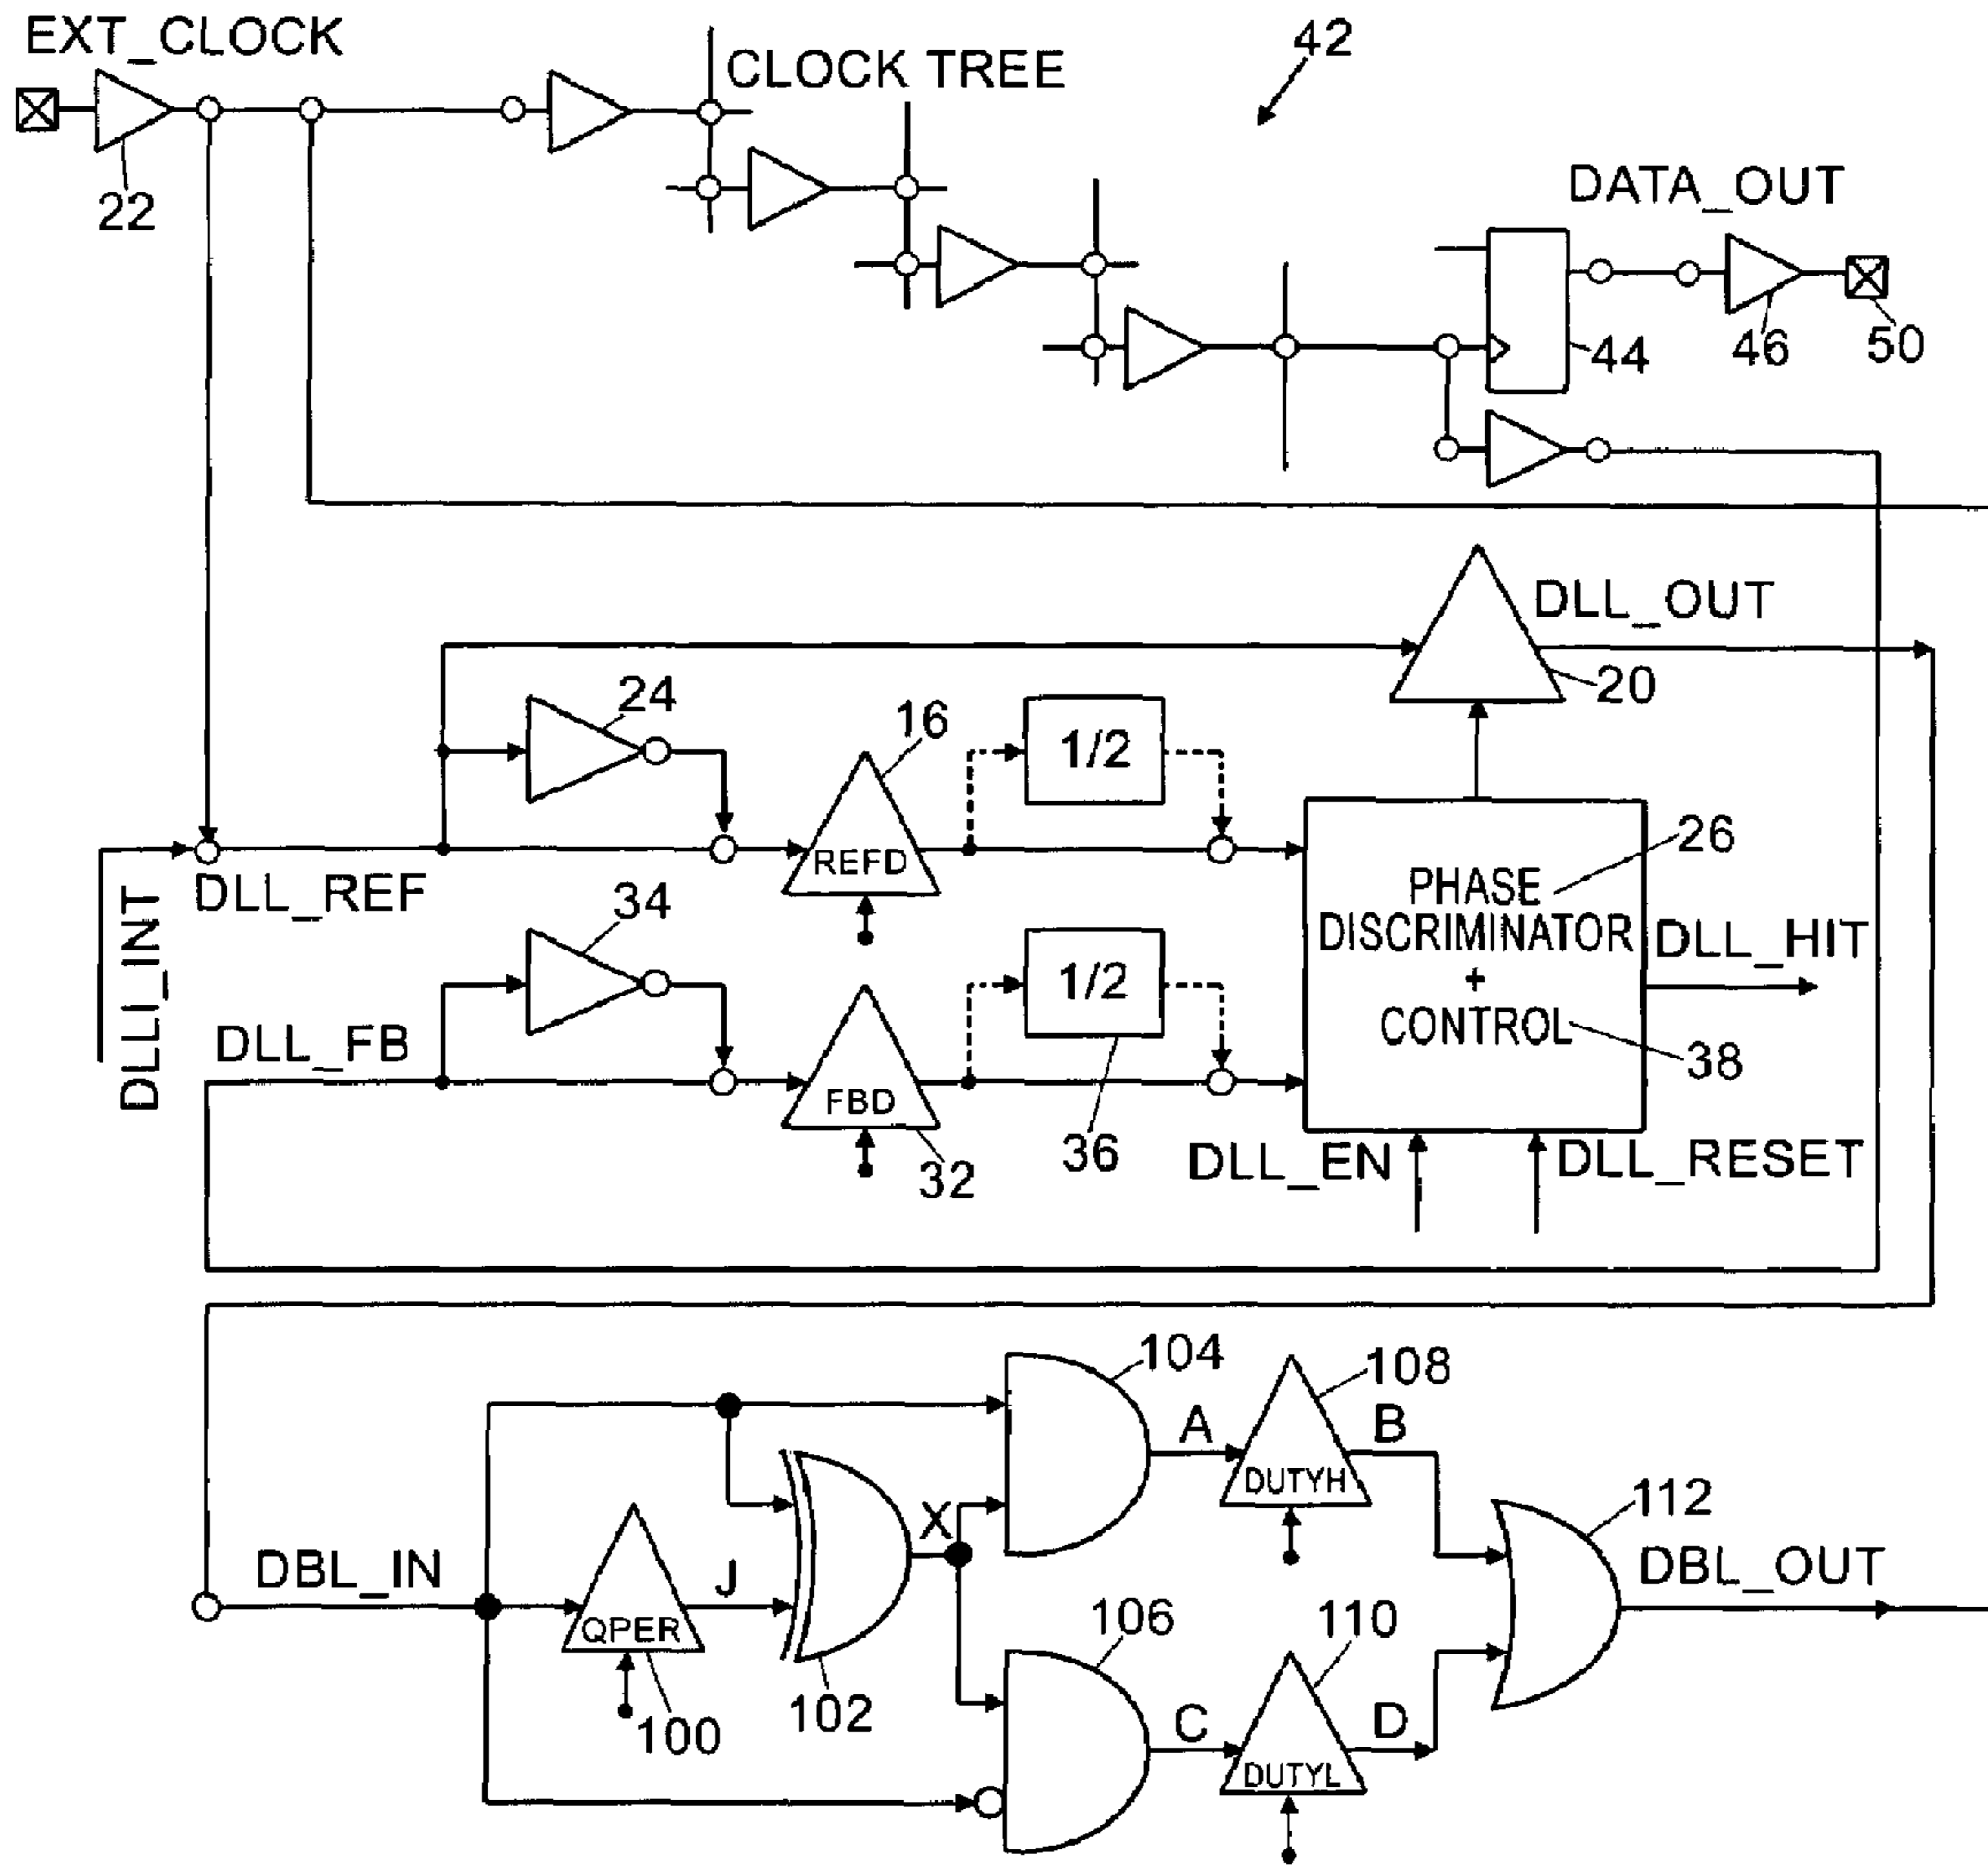 EXT_CLOCK
CLOCK TREE
42
22
DATA_OUT
44
46
50
DLL_OUT
20
24
16
1/2
REFD
26
PHASE
DISCRIMINATOR
+
CONTROL
38
DLL_HIT
DLL_REF
DLLI_INT
34
1/2
DLL_FB
FBD
32
36
DLL_EN
DLL_RESET
104
108
A
B
DUTYH
112
X
DBL_IN
J
DBL_OUT
QPER
106
110
102
100
C
D
DUTYL